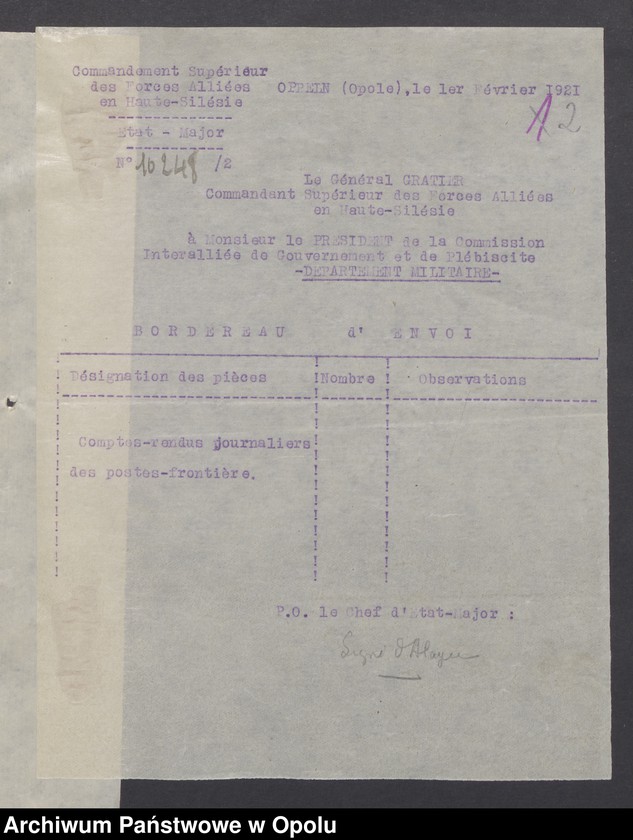 Commandement Supérieur
des Forces Alliées
en Haute-Silésie
OPPELN (Opole), le 1er Février 1921
2
Etat - Major
N° 10248 /2
Le Général GRATIER
Commandant Supérieur des Forces Alliées
en Haute-Silésie
à Monsieur le PRESIDENT de la Commission
Interalliée de Gouvernement et de Plébiscite
-DEPARTEMENT MILITAIRE-
BORDEREAU d' ENVOI
Désignation des pièces Nombre Observations
Comptes-rendus journaliers
des postes-frontière.
P.O. le Chef d'Etat-Major :
Signé
Archiwum Państwowe w Opolu